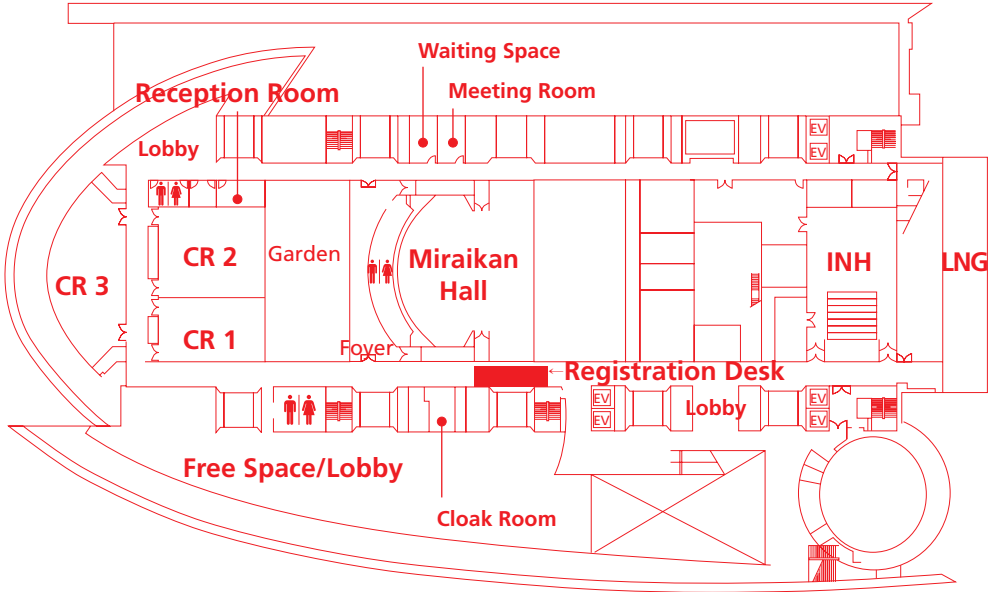 Waiting Space
Reception Room
Meeting Room
EV
Lobby
EV
CR 2
Garden
Miraikan
Hall
INH
LNG
CR 3
CR 1
Foyer
←Registration Desk
EV
Lobby
EV
EV
EV
Free Space/Lobby
Cloak Room